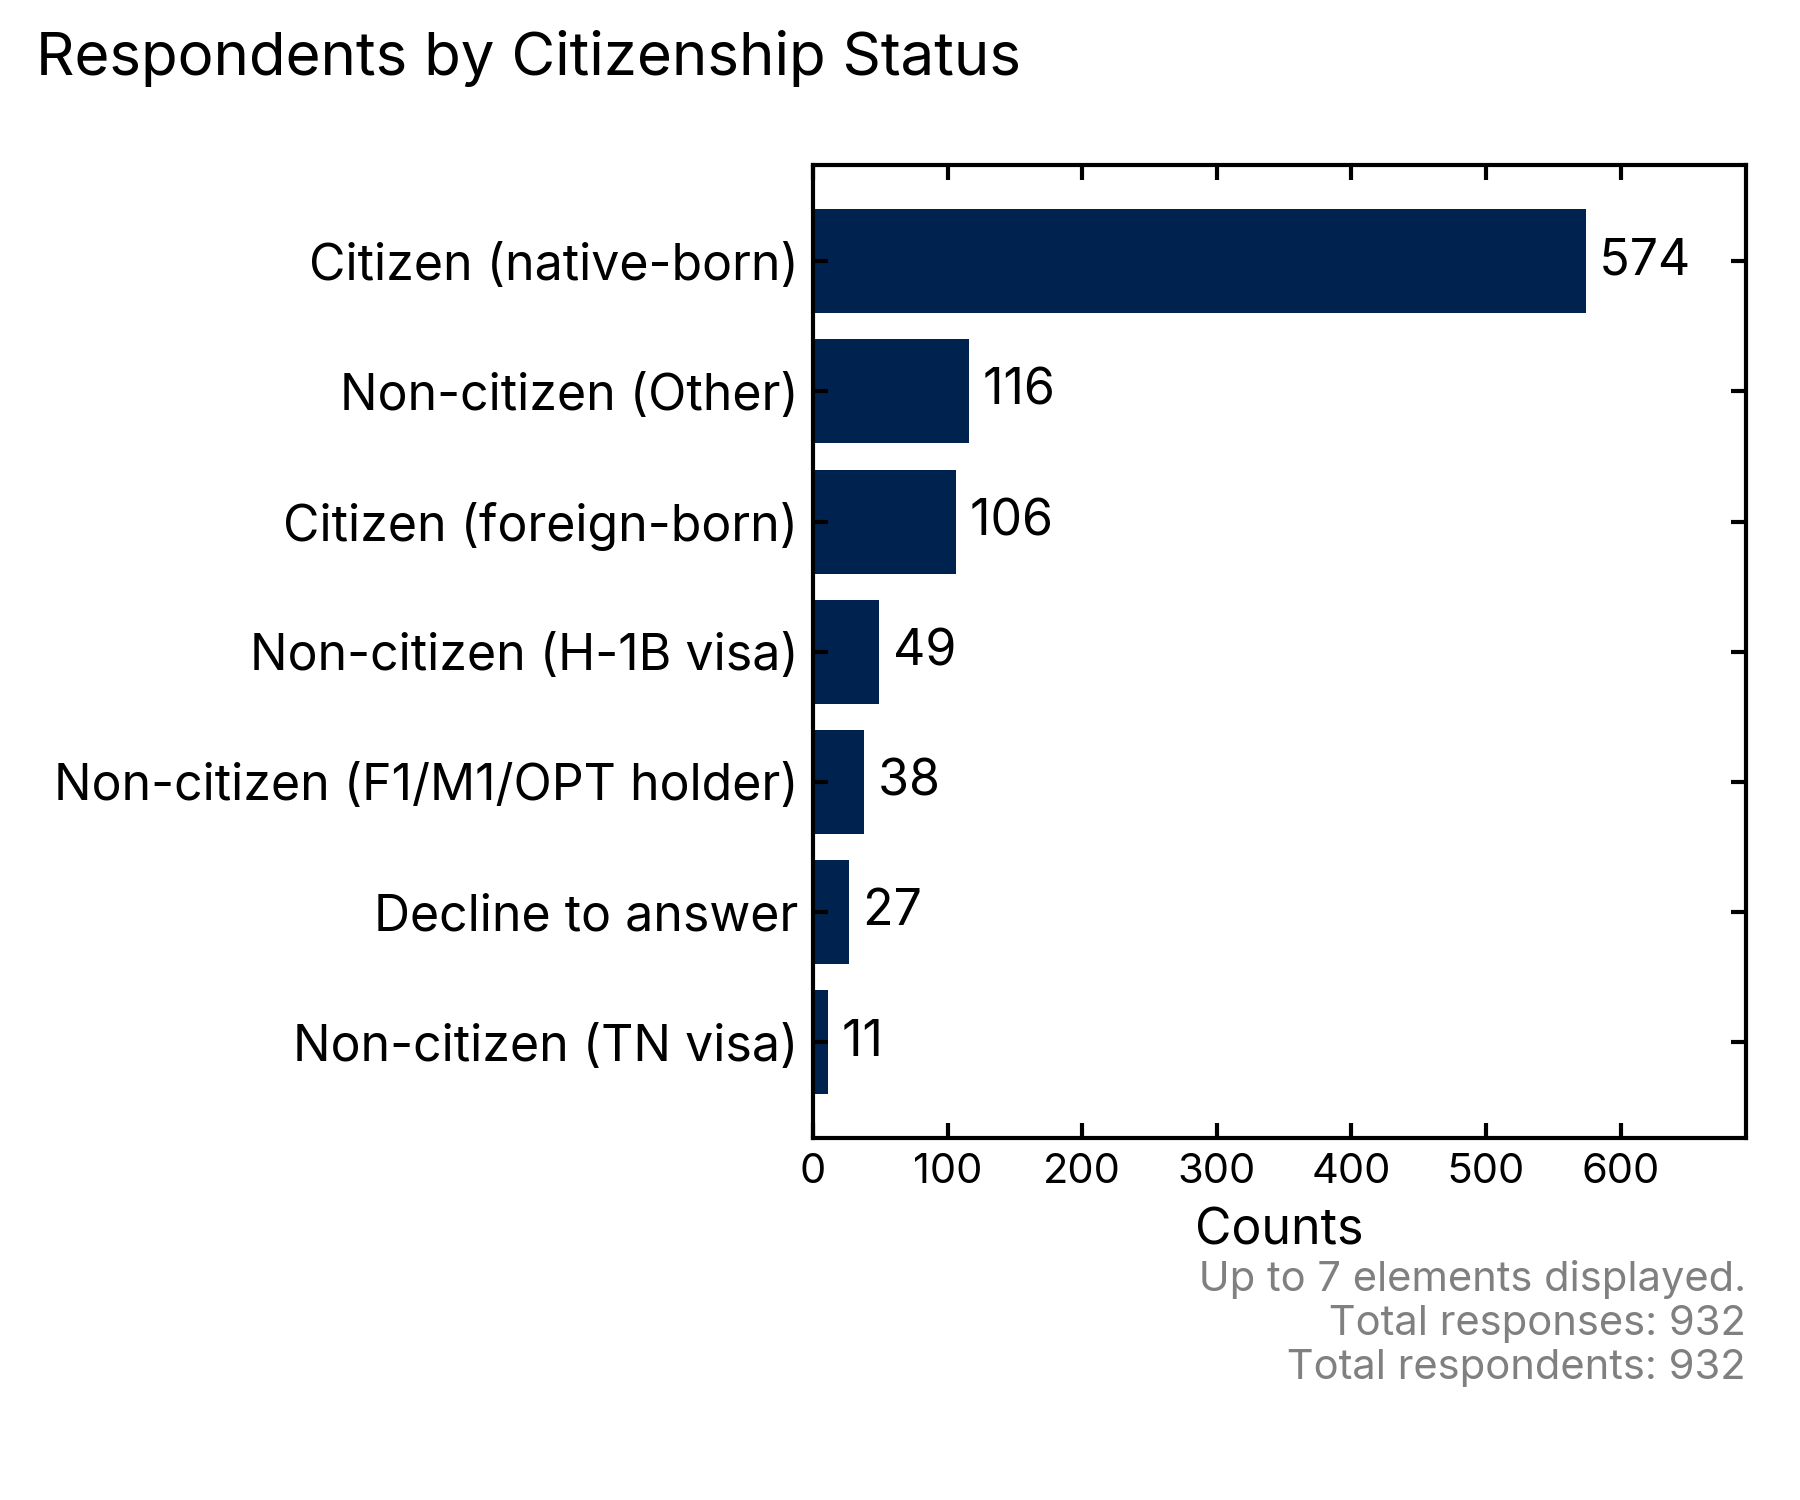 Respondents by Citizenship Status
Citizen (native-born) 574
Non-citizen (Other) 116
Citizen (foreign-born) 106
Non-citizen (H-1B visa) 49
Non-citizen (F1/M1/OPT holder) 38
Decline to answer 27
Non-citizen (TN visa) 11
0 100 200 300 400 500 600
Counts
Up to 7 elements displayed.
Total responses: 932
Total respondents: 932